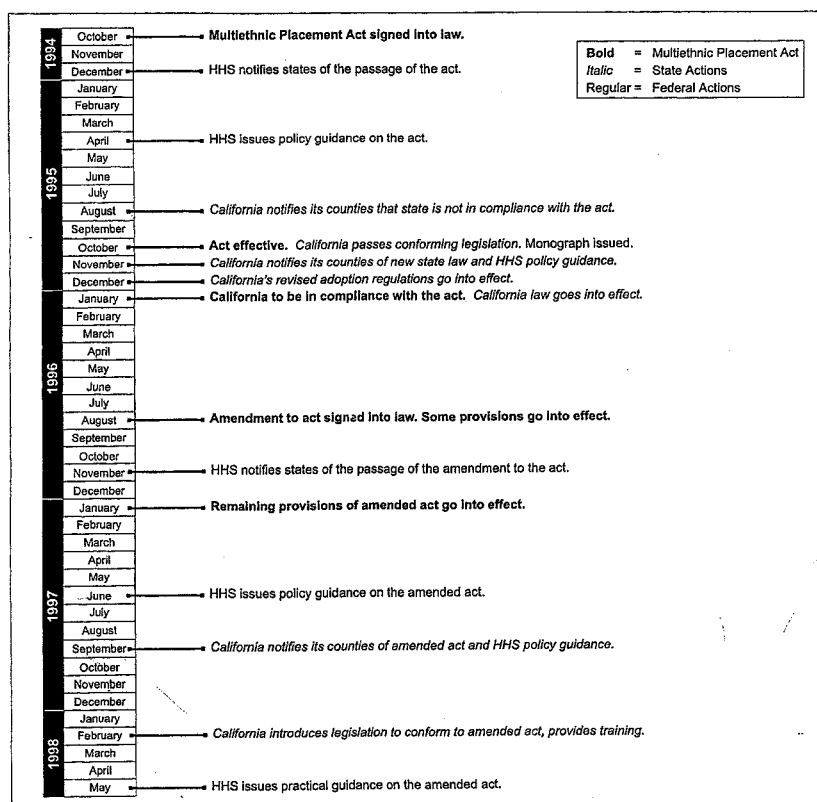 1994
October
Multiethnic Placement Act signed into law.
November
December
HHS notifies states of the passage of the act.
Bold = Multiethnic Placement Act
Italic = State Actions
Regular = Federal Actions
1995
January
February
March
April
HHS issues policy guidance on the act.
May
June
July
August
California notifies its counties that state is not in compliance with the act.
September
October
Act effective. California passes conforming legislation. Monograph issued.
November
California notifies its counties of new state law and HHS policy guidance.
December
California's revised adoption regulations go into effect.
1996
January
California to be in compliance with the act. California law goes into effect.
February
March
April
May
June
July
August
Amendment to act signed into law. Some provisions go into effect.
September
October
November
HHS notifies states of the passage of the amendment to the act.
December
1997
January
Remaining provisions of amended act go into effect.
February
March
April
May
June
HHS issues policy guidance on the amended act.
July
August
September
California notifies its counties of amended act and HHS policy guidance.
October
November
December
1998
January
February
California introduces legislation to conform to amended act, provides training.
March
April
May
HHS issues practical guidance on the amended act.